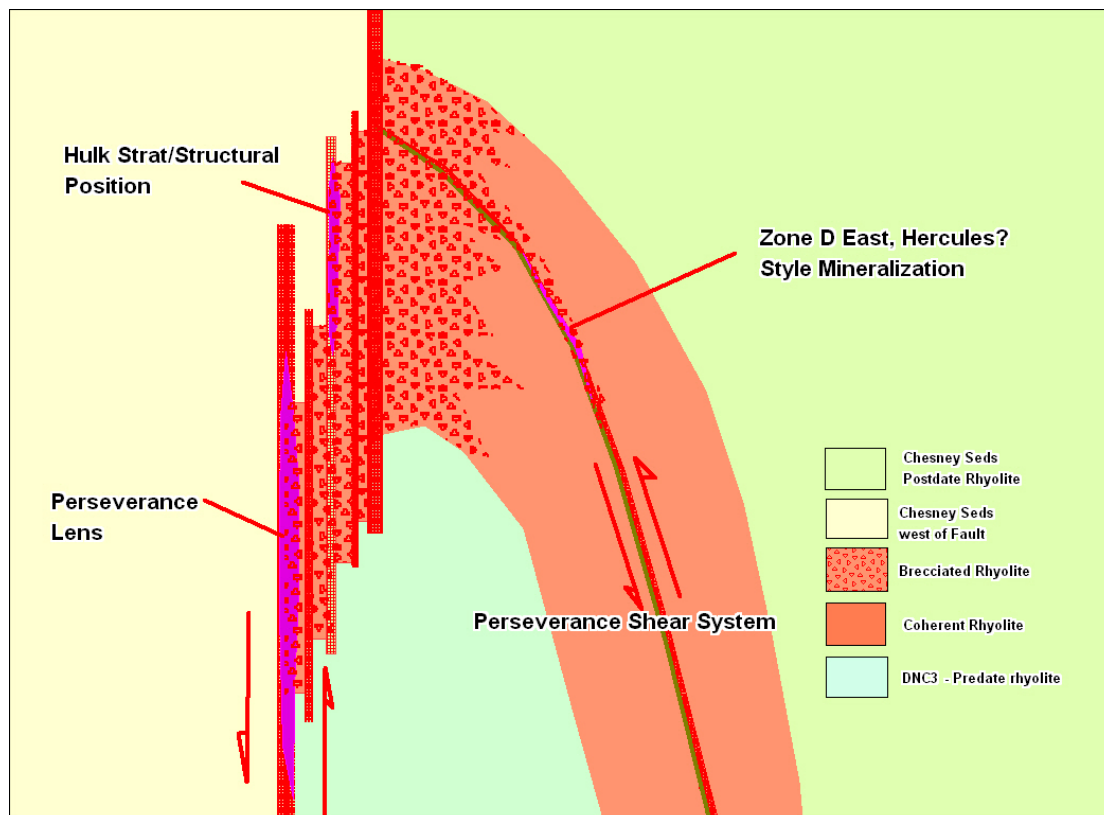 Hulk Strat/Structural
Position
Zone D East, Hercules?
Style Mineralization
Perseverance
Lens
Perseverance Shear System
Chesney Seds
Postdate Rhyolite
Chesney Seds
west of Fault
Brecciated Rhyolite
Coherent Rhyolite
DNC3 - Predate rhyolite